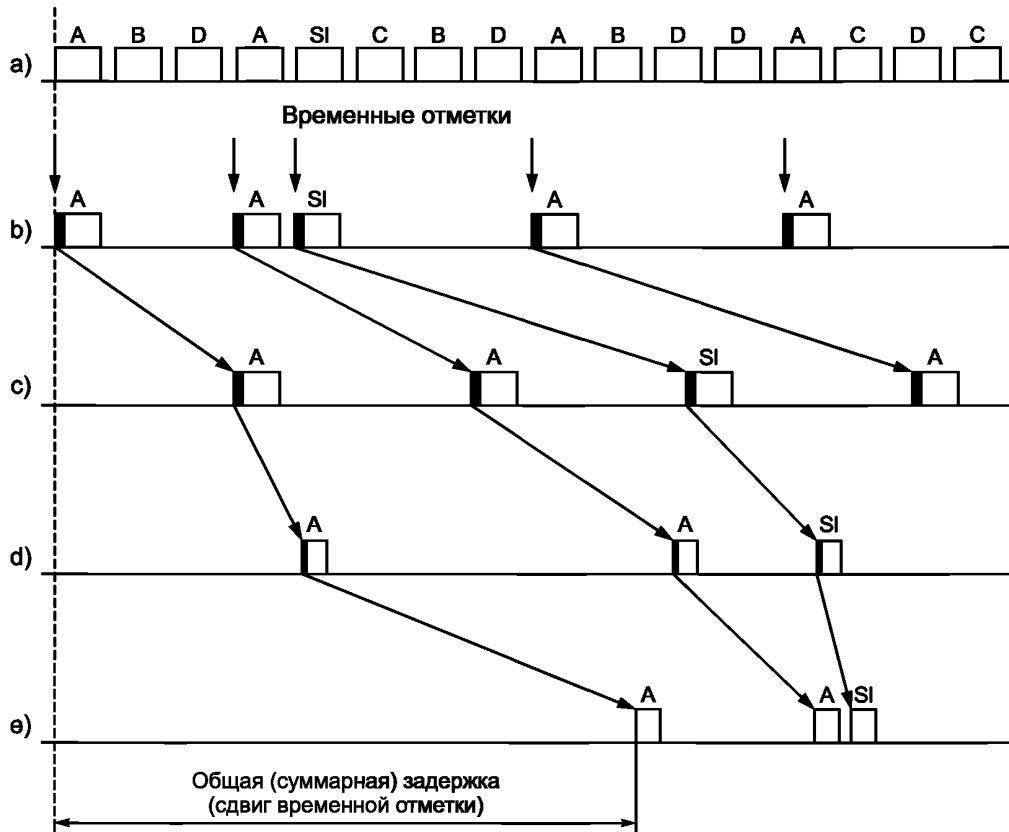 A B D A SI C B D A B D D A C D C
a)
Временные отметки
A A SI A A
b)
A A SI A
c)
A A SI
d)
A A SI
e)
Общая (суммарная) задержка
(сдвиг временной отметки)